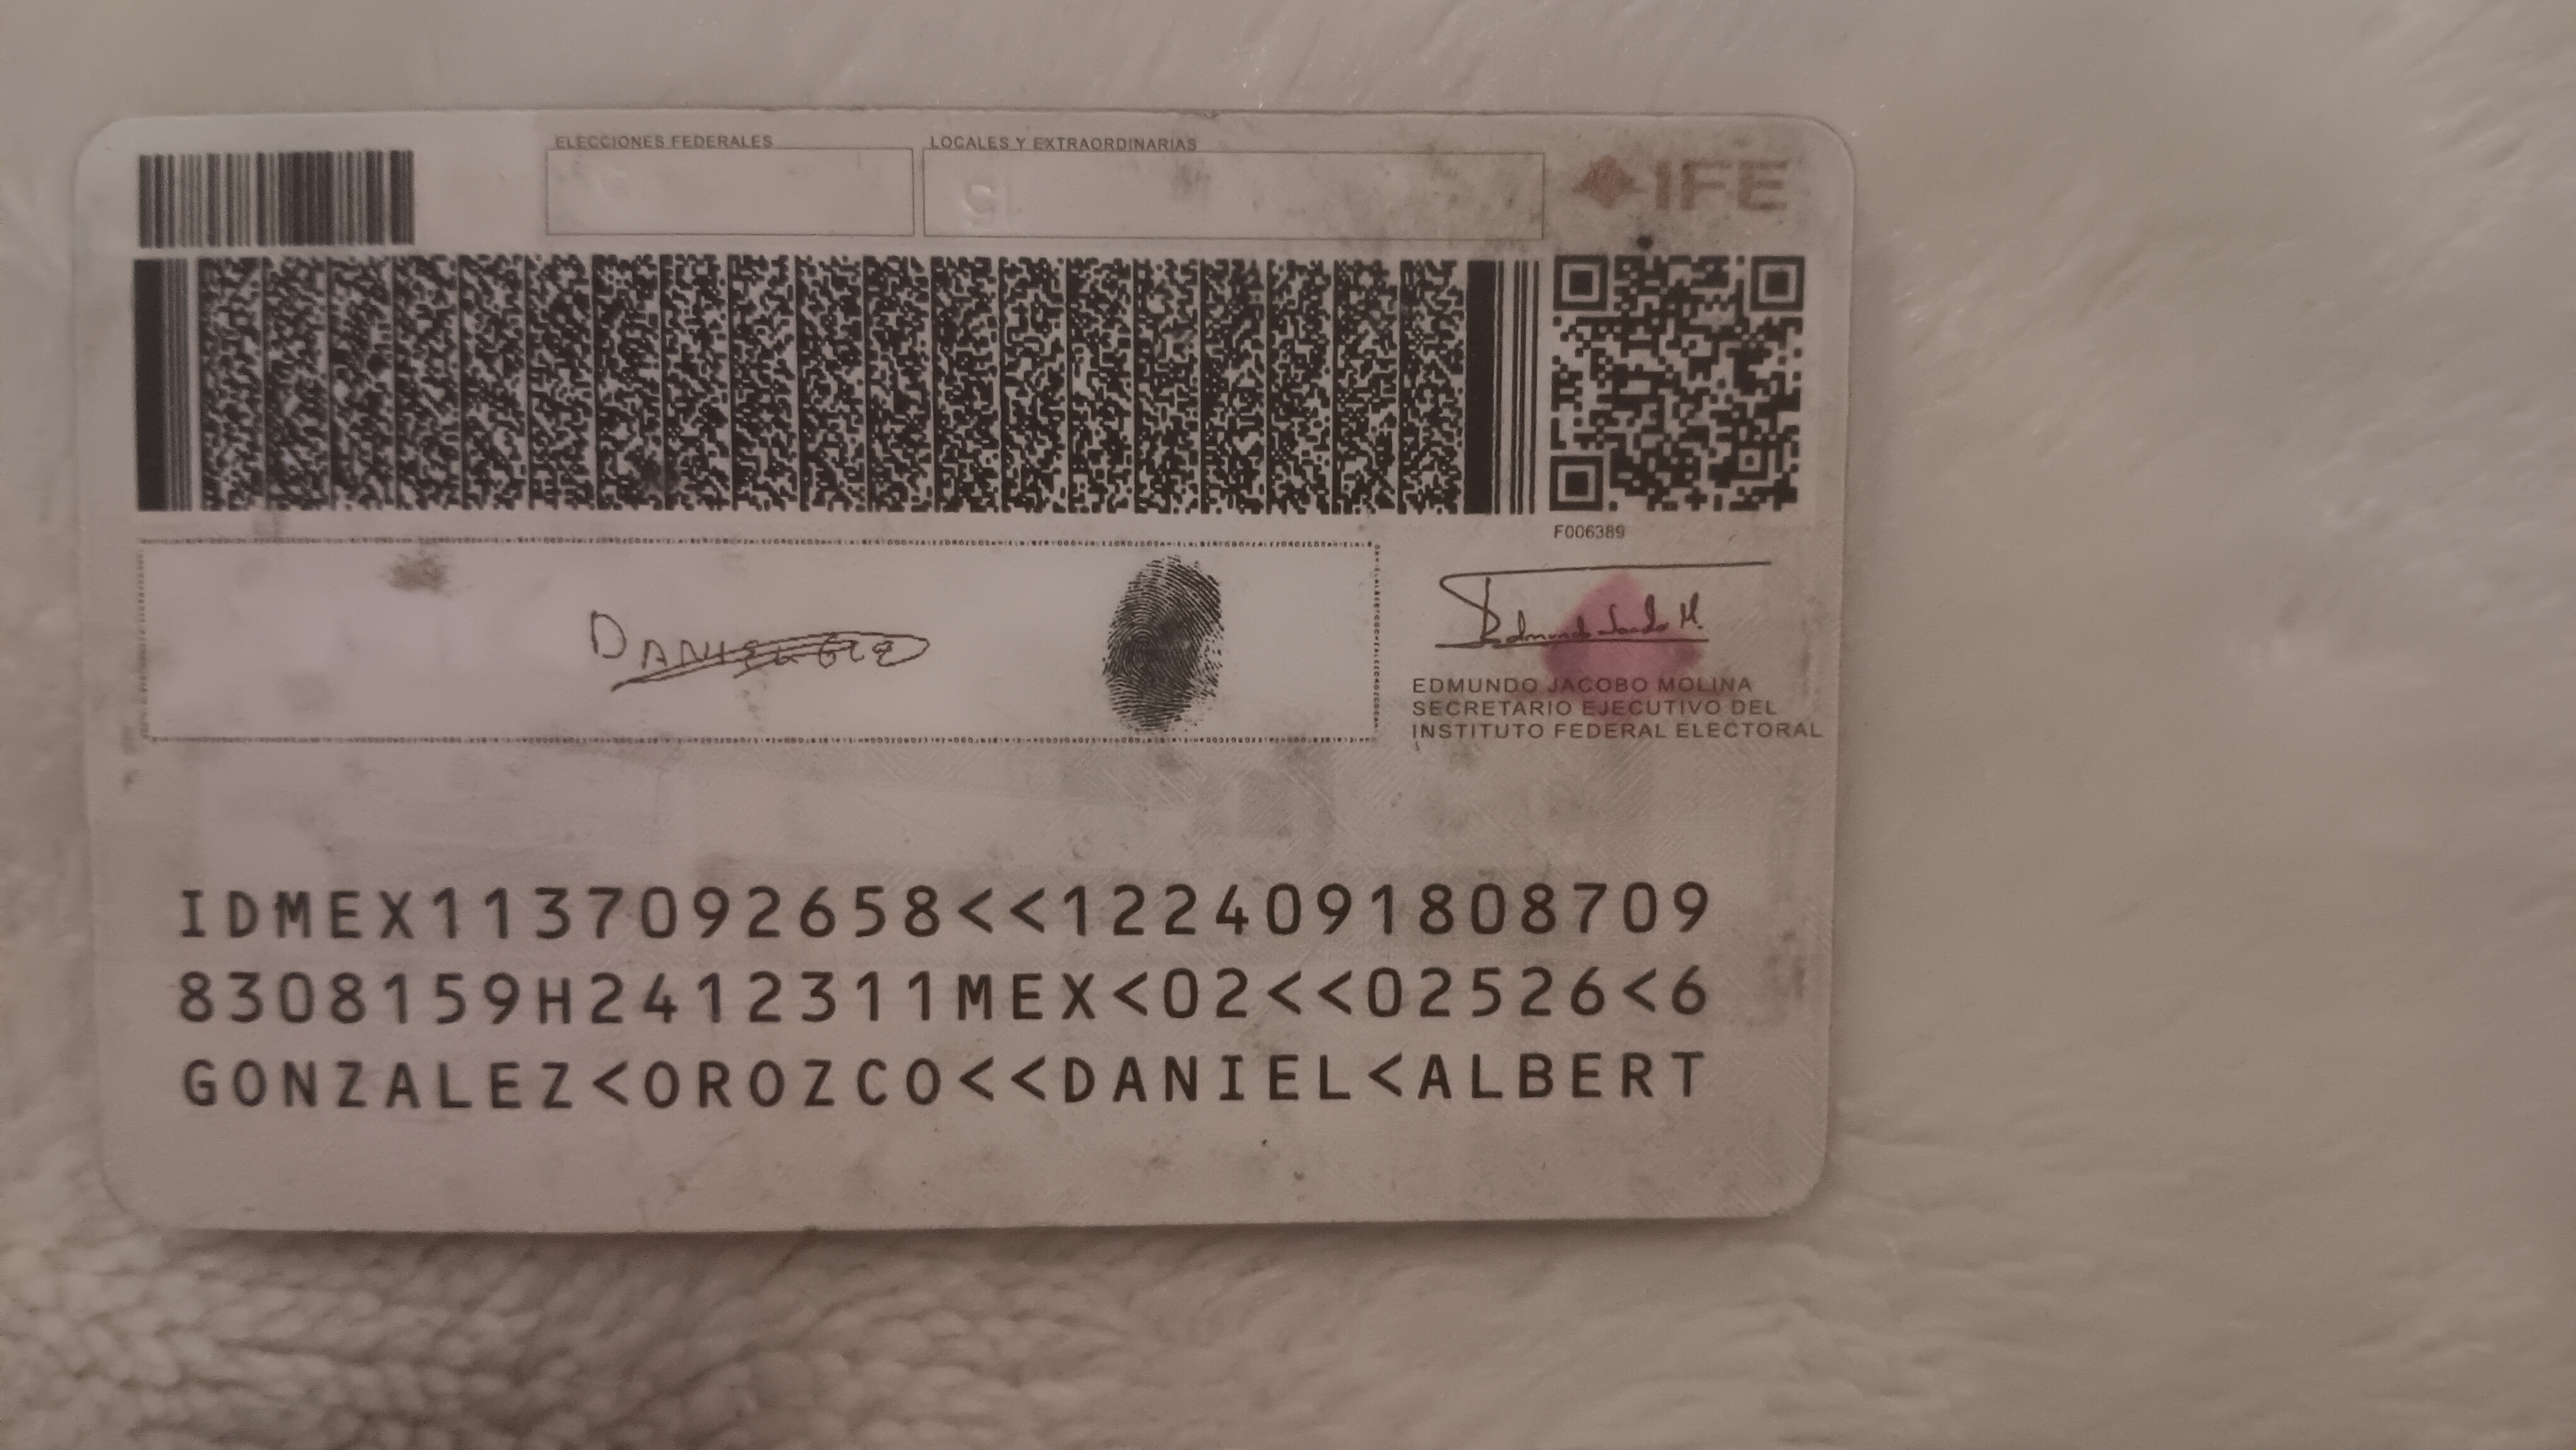 ELECCIONES FEDERALES
LOCALES Y EXTRAORDINARIAS
IFE
F006389
EDMUNDO JACOBO MOLINA
SECRETARIO EJECUTIVO DEL
INSTITUTO FEDERAL ELECTORAL
IDMEX1137092658<<1224091808709
8308159H2412311MEX<02<<02526<6
GONZALEZ<OROZCO<<DANIEL<ALBERT